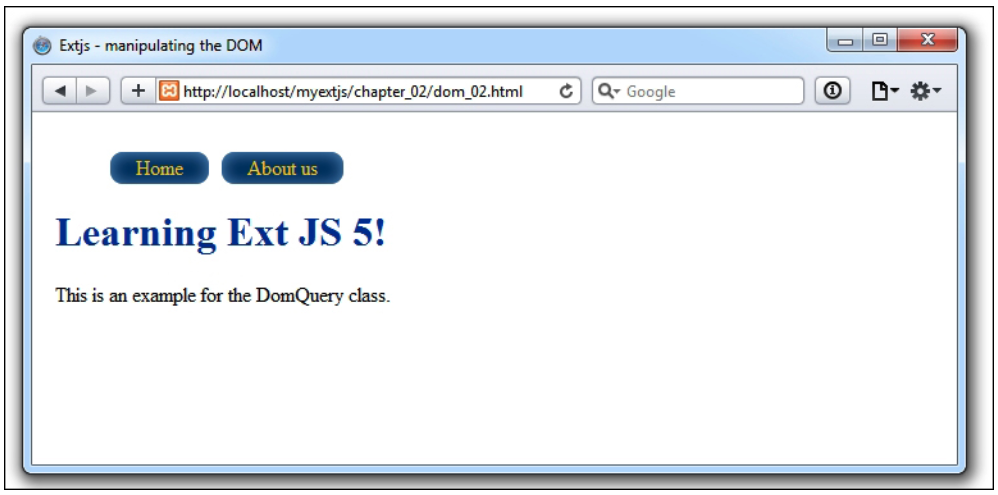 Extjs - manipulating the DOM
http://localhost/myextjs/chapter_02/dom_02.html
Google
Home About us
Learning Ext JS 5!
This is an example for the DomQuery class.